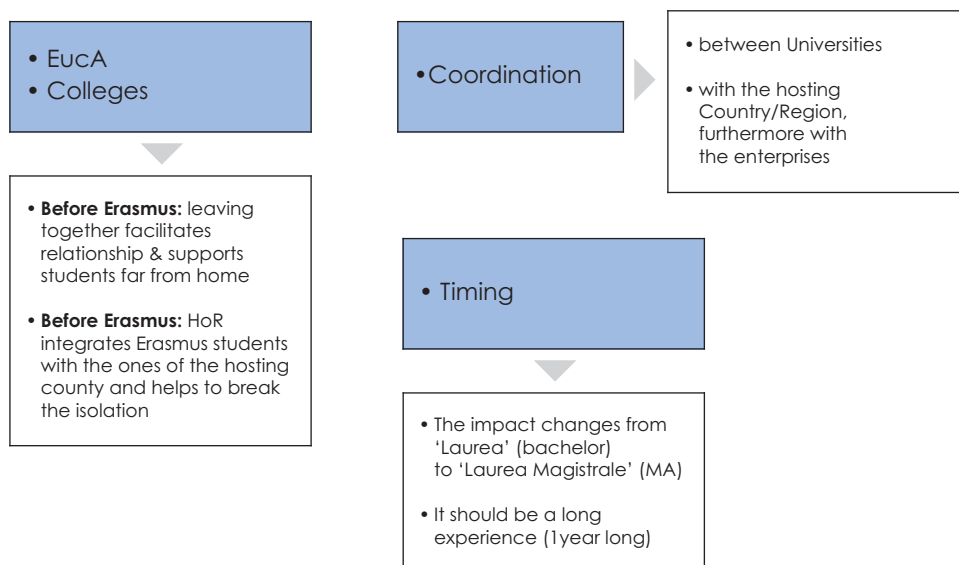 • EucA
• Colleges
• Before Erasmus: leaving
together facilitates
relationship & supports
students far from home
• Before Erasmus: HoR
integrates Erasmus students
with the ones of the hosting
county and helps to break
the isolation
•Coordination
• between Universities
• with the hosting
Country/Region,
furthermore with
the enterprises
• Timing
• The impact changes from
‘Laurea’ (bachelor)
to ‘Laurea Magistrale’ (MA)
• It should be a long
experience (1year long)